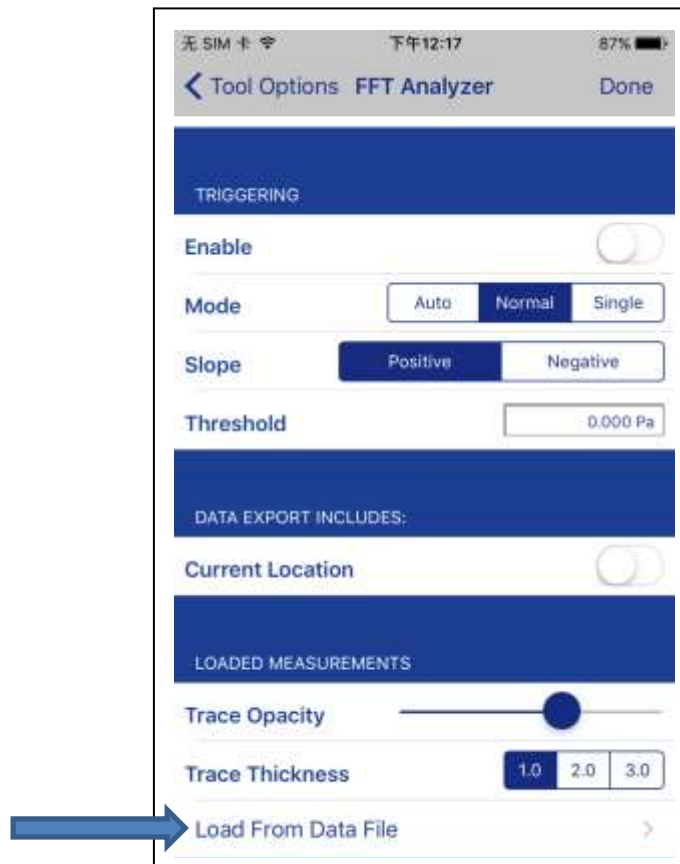 无 SIM 卡 下午12:17 87%
Tool Options FFT Analyzer Done
TRIGGERING
Enable
Mode Auto Normal Single
Slope Positive Negative
Threshold 0.000 Pa
DATA EXPORT INCLUDES:
Current Location
LOADED MEASUREMENTS
Trace Opacity
Trace Thickness 1.0 2.0 3.0
Load From Data File